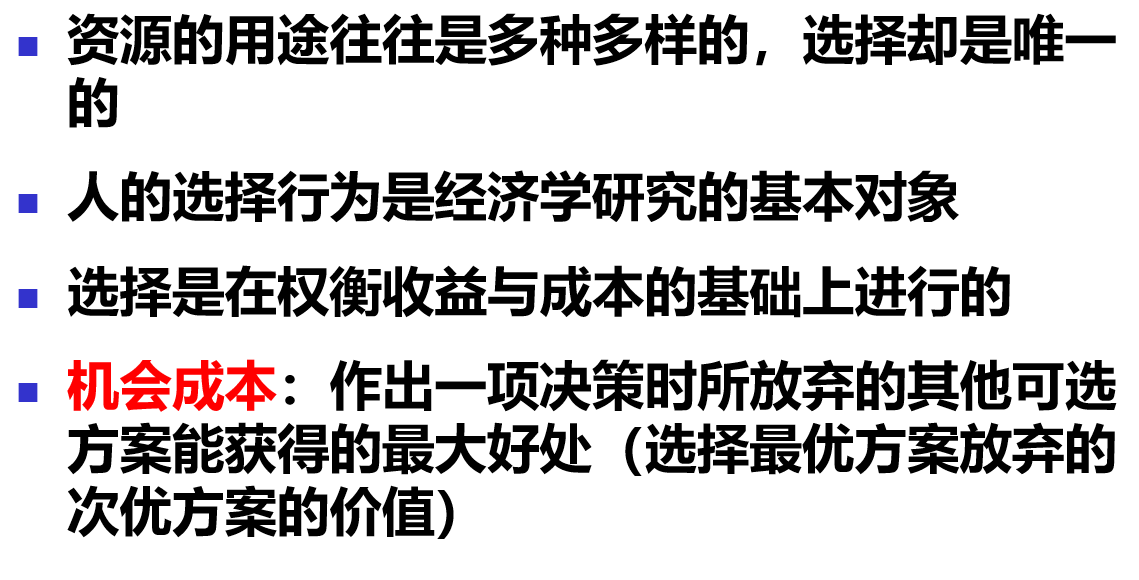 资源的用途往往是多种多样的，选择却是唯一
的
人的选择行为是经济学研究的基本对象
选择是在权衡收益与成本的基础上进行的
机会成本：作出一项决策时所放弃的其他可选
方案能获得的最大好处（选择最优方案放弃的
次优方案的价值）